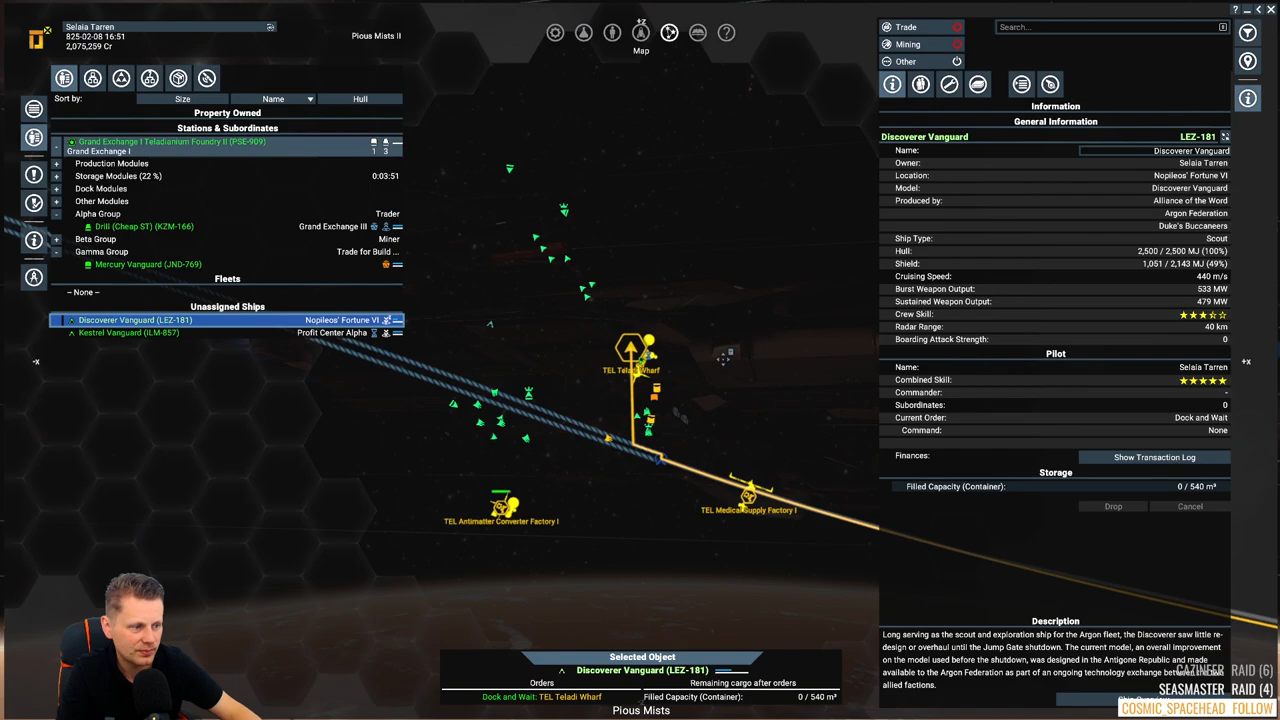 Selaia Tarren
825-02-08 16:51
2,075,259 Cr
Pious Mists II
+z
Map
?
Sort by:
Size
Name
Hull
Property Owned
Stations & Subordinates
Grand Exchange I Teladianium Foundry II (PSE-909)
Grand Exchange I
1 3
Production Modules
Storage Modules (22 %)
0:03:51
Dock Modules
Other Modules
Alpha Group
Trader
Drill (Cheap ST) (KZM-166)
Grand Exchange III
Beta Group
Miner
Gamma Group
Trade for Build ...
Mercury Vanguard (JND-769)
Fleets
– None –
Unassigned Ships
Discoverer Vanguard (LEZ-181)
Nopileos' Fortune VI
Kestrel Vanguard (ILM-857)
Profit Center Alpha
-x
+x
TEL Teladi Wharf
TEL Medical Supply Factory I
TEL Antimatter Converter Factory I
Selected Object
Discoverer Vanguard (LEZ-181)
Orders
Remaining cargo after orders
Dock and Wait: TEL Teladi Wharf
Filled Capacity (Container):
0 / 540 m³
Pious Mists
Trade
Mining
Other
Search...
Information
General Information
Discoverer Vanguard
LEZ-181
Name:
Discoverer Vanguard
Owner:
Selaia Tarren
Location:
Nopileos' Fortune VI
Model:
Discoverer Vanguard
Produced by:
Alliance of the Word
Argon Federation
Duke's Buccaneers
Ship Type:
Scout
Hull:
2,500 / 2,500 MJ (100%)
Shield:
1,051 / 2,143 MJ (49%)
Cruising Speed:
440 m/s
Burst Weapon Output:
533 MW
Sustained Weapon Output:
479 MW
Crew Skill:
Radar Range:
40 km
Boarding Attack Strength:
0
Pilot
Name:
Selaia Tarren
Combined Skill:
Commander:
-
Subordinates:
0
Current Order:
Dock and Wait
Command:
None
Finances:
Show Transaction Log
Storage
Filled Capacity (Container):
0 / 540 m³
Drop
Cancel
Description
Long serving as the scout and exploration ship for the Argon fleet, the Discoverer saw little re-
design or overhaul until the Jump Gate shutdown. The current model, an overall improvement
on the model used before the shutdown, was designed in the Antigone Republic and made
available to the Argon Federation as part of an ongoing technology exchange between the two
allied factions.
RAID (6)
SEASMASTER RAID (4)
COSMIC_SPACEHEAD FOLLOW